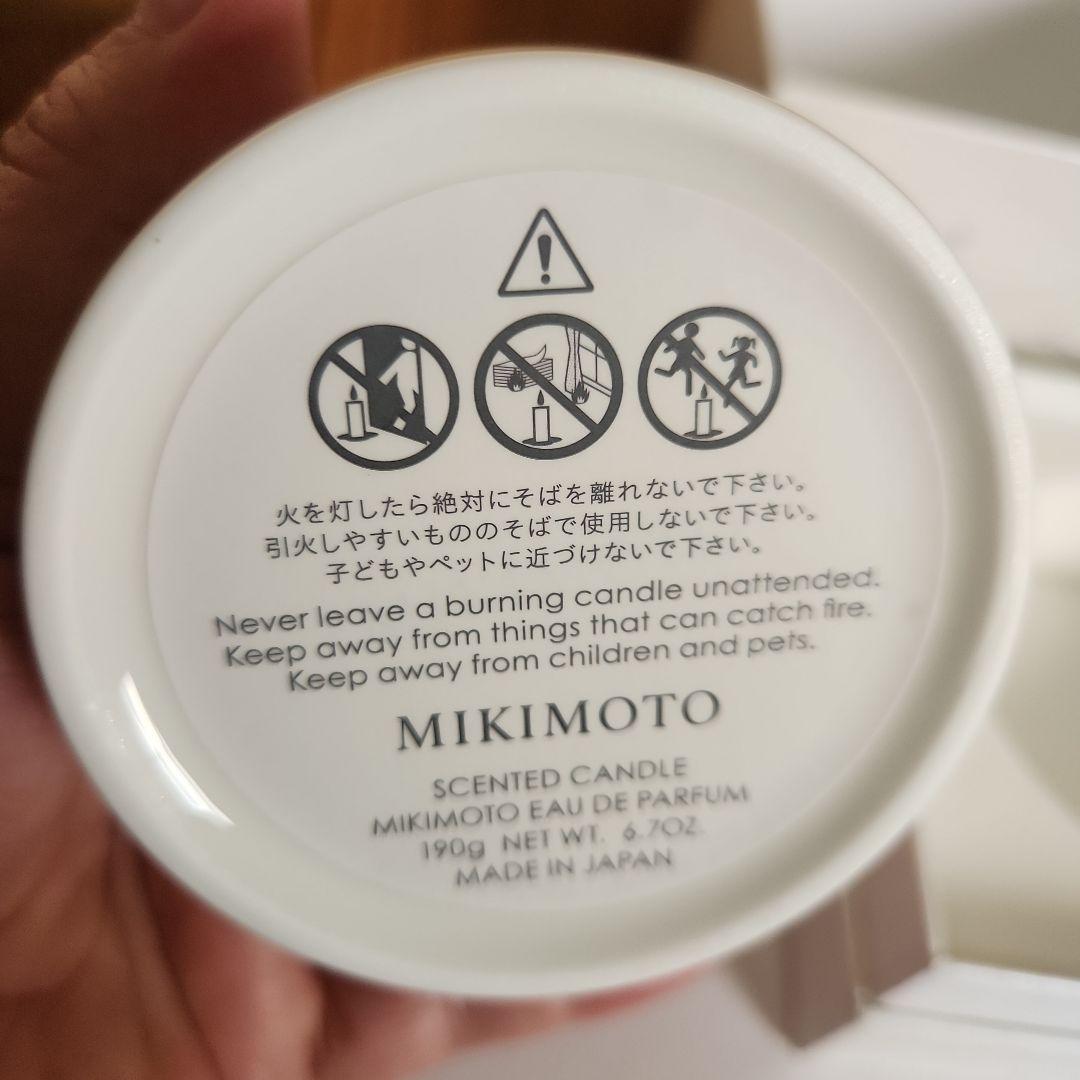 火を灯したら絶対にそばを離れないで下さい。
引火しやすいもののそばで使用しないで下さい。
子どもやペットに近づけないで下さい。
Never leave a burning candle unattended.
Keep away from things that can catch fire.
Keep away from children and pets.
MIKIMOTO
SCENTED CANDLE
MIKIMOTO EAU DE PARFUM
190g NET WT. 6.7OZ.
MADE IN JAPAN